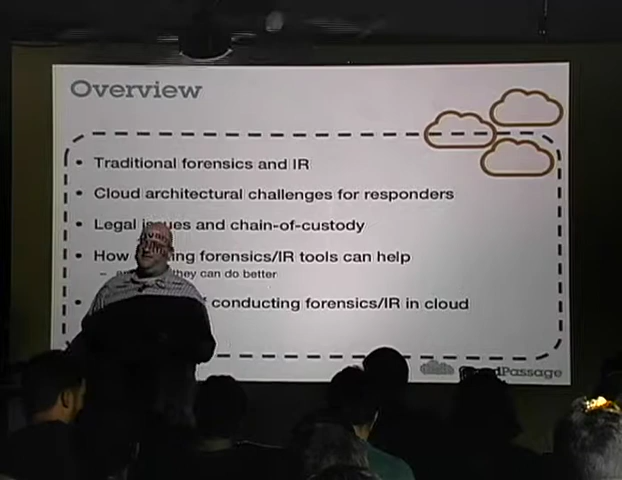 Overview
• Traditional forensics and IR
• Cloud architectural challenges for responders
• Legal issues and chain-of-custody
• How forensics/IR tools can help
– they can do better
• conducting forensics/IR in cloud
CloudPassage